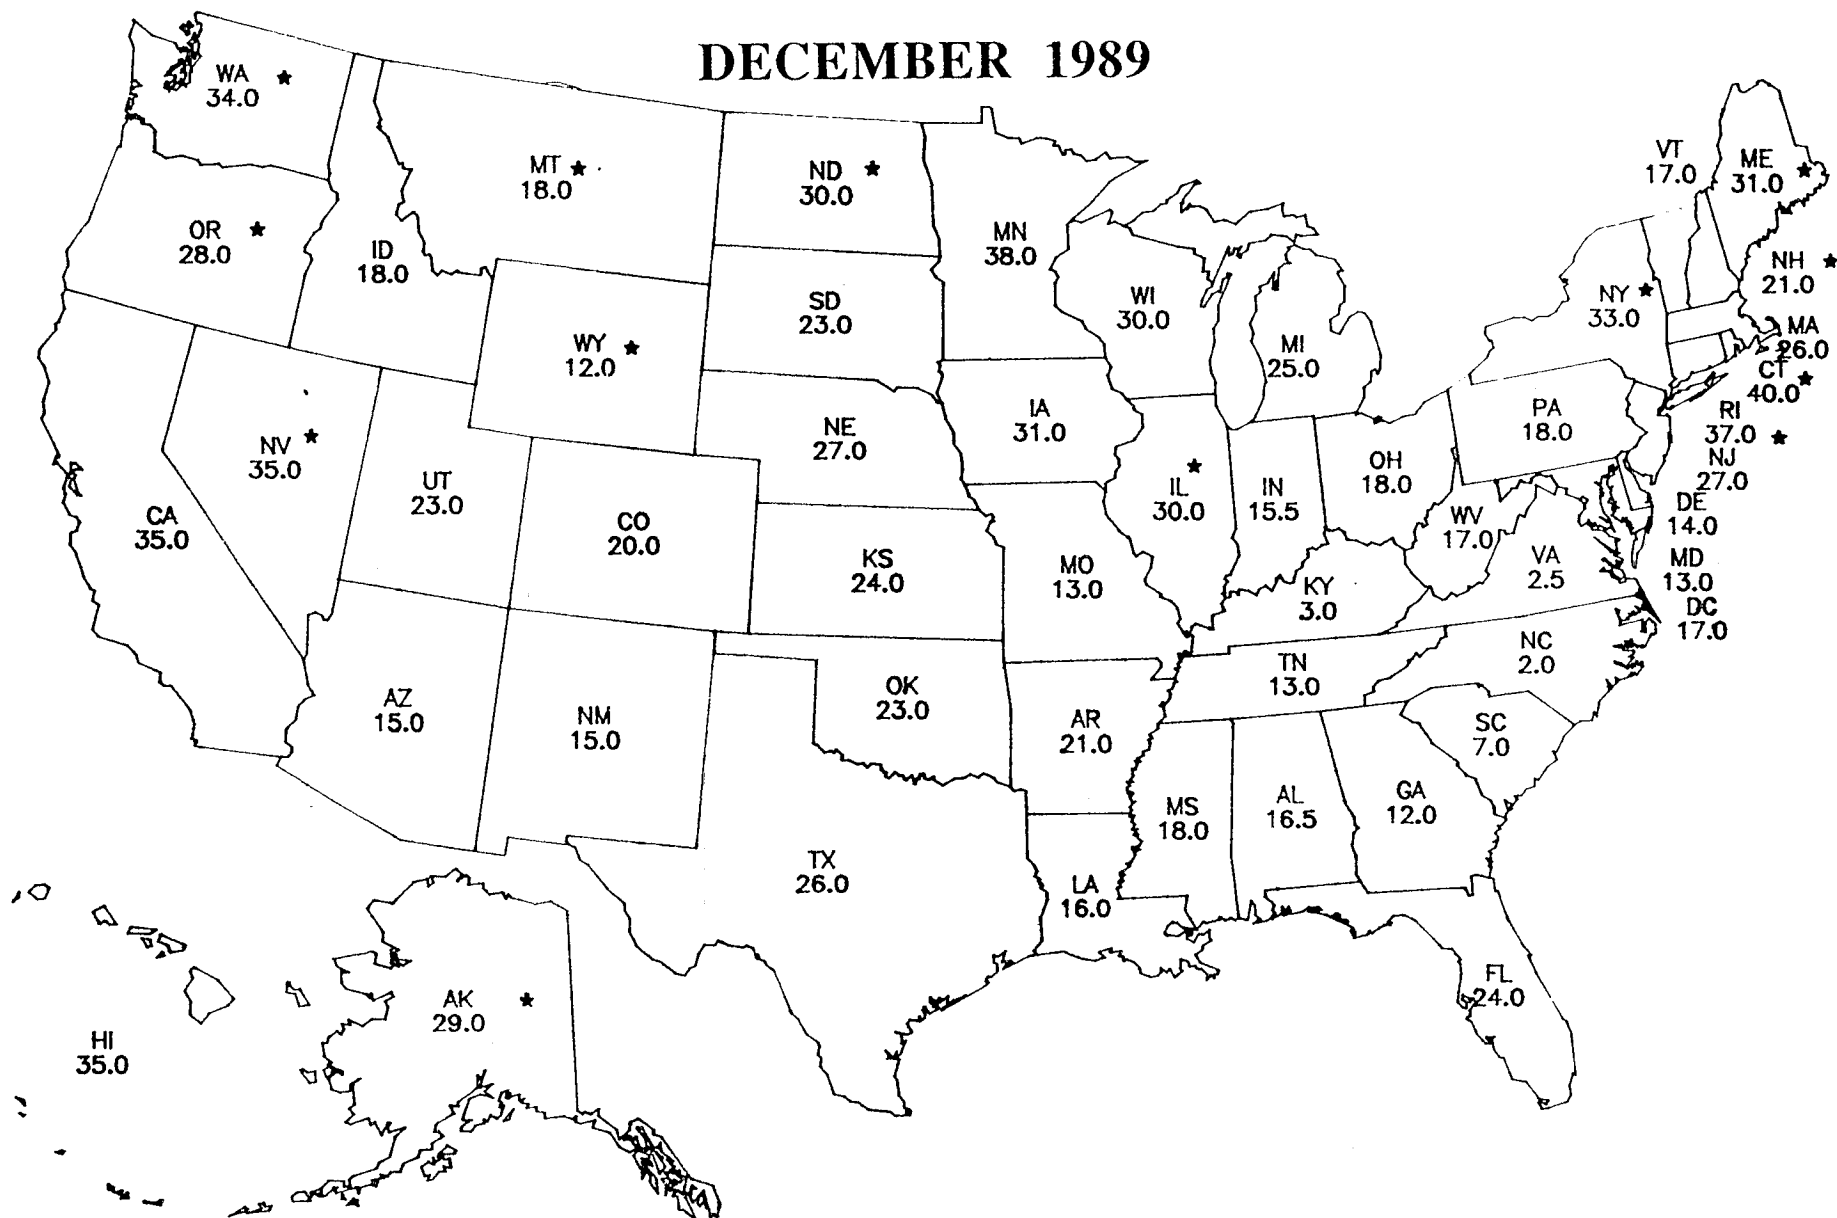 DECEMBER 1989
WA ★
34.0
MT ★
18.0
ND ★
30.0
VT
17.0
ME ★
31.0
OR ★
28.0
ID
18.0
MN
38.0
NH ★
21.0
SD
23.0
WI
30.0
NY ★
33.0
WY ★
12.0
MI
25.0
MA
26.0
CT ★
40.0
NV ★
35.0
NE
27.0
IA
31.0
PA
18.0
RI
37.0 ★
NJ
27.0
UT
23.0
IL ★
30.0
IN
15.5
OH
18.0
CA
35.0
CO
20.0
WV
17.0
DE
14.0
KS
24.0
MO
13.0
KY
3.0
VA
2.5
MD
13.0
DC
17.0
AZ
15.0
NM
15.0
OK
23.0
AR
21.0
TN
13.0
NC
2.0
SC
7.0
TX
26.0
LA
16.0
MS
18.0
AL
16.5
GA
12.0
FL
24.0
AK ★
29.0
HI
35.0